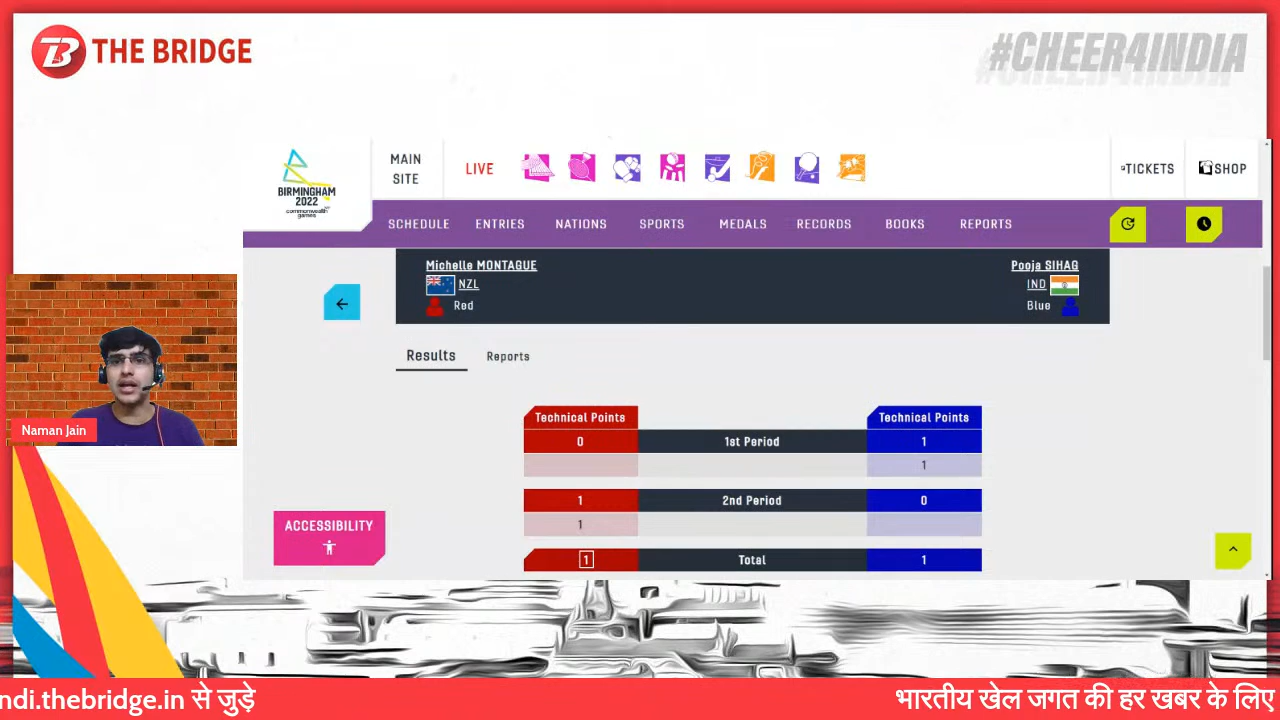 THE BRIDGE
#CHEER4INDIA
BIRMINGHAM
2022
commonwealth
games
MAIN
SITE
LIVE
TICKETS
SHOP
SCHEDULE ENTRIES NATIONS SPORTS MEDALS RECORDS BOOKS REPORTS
Michelle MONTAGUE
NZL
Red
Pooja SIHAG
IND
Blue
Results Reports
Technical Points Technical Points
0 1st Period 1
1
1 2nd Period 0
1
1 Total 1
Naman Jain
ACCESSIBILITY
ndi.thebridge.in से जुड़े
भारतीय खेल जगत की हर खबर के लिए